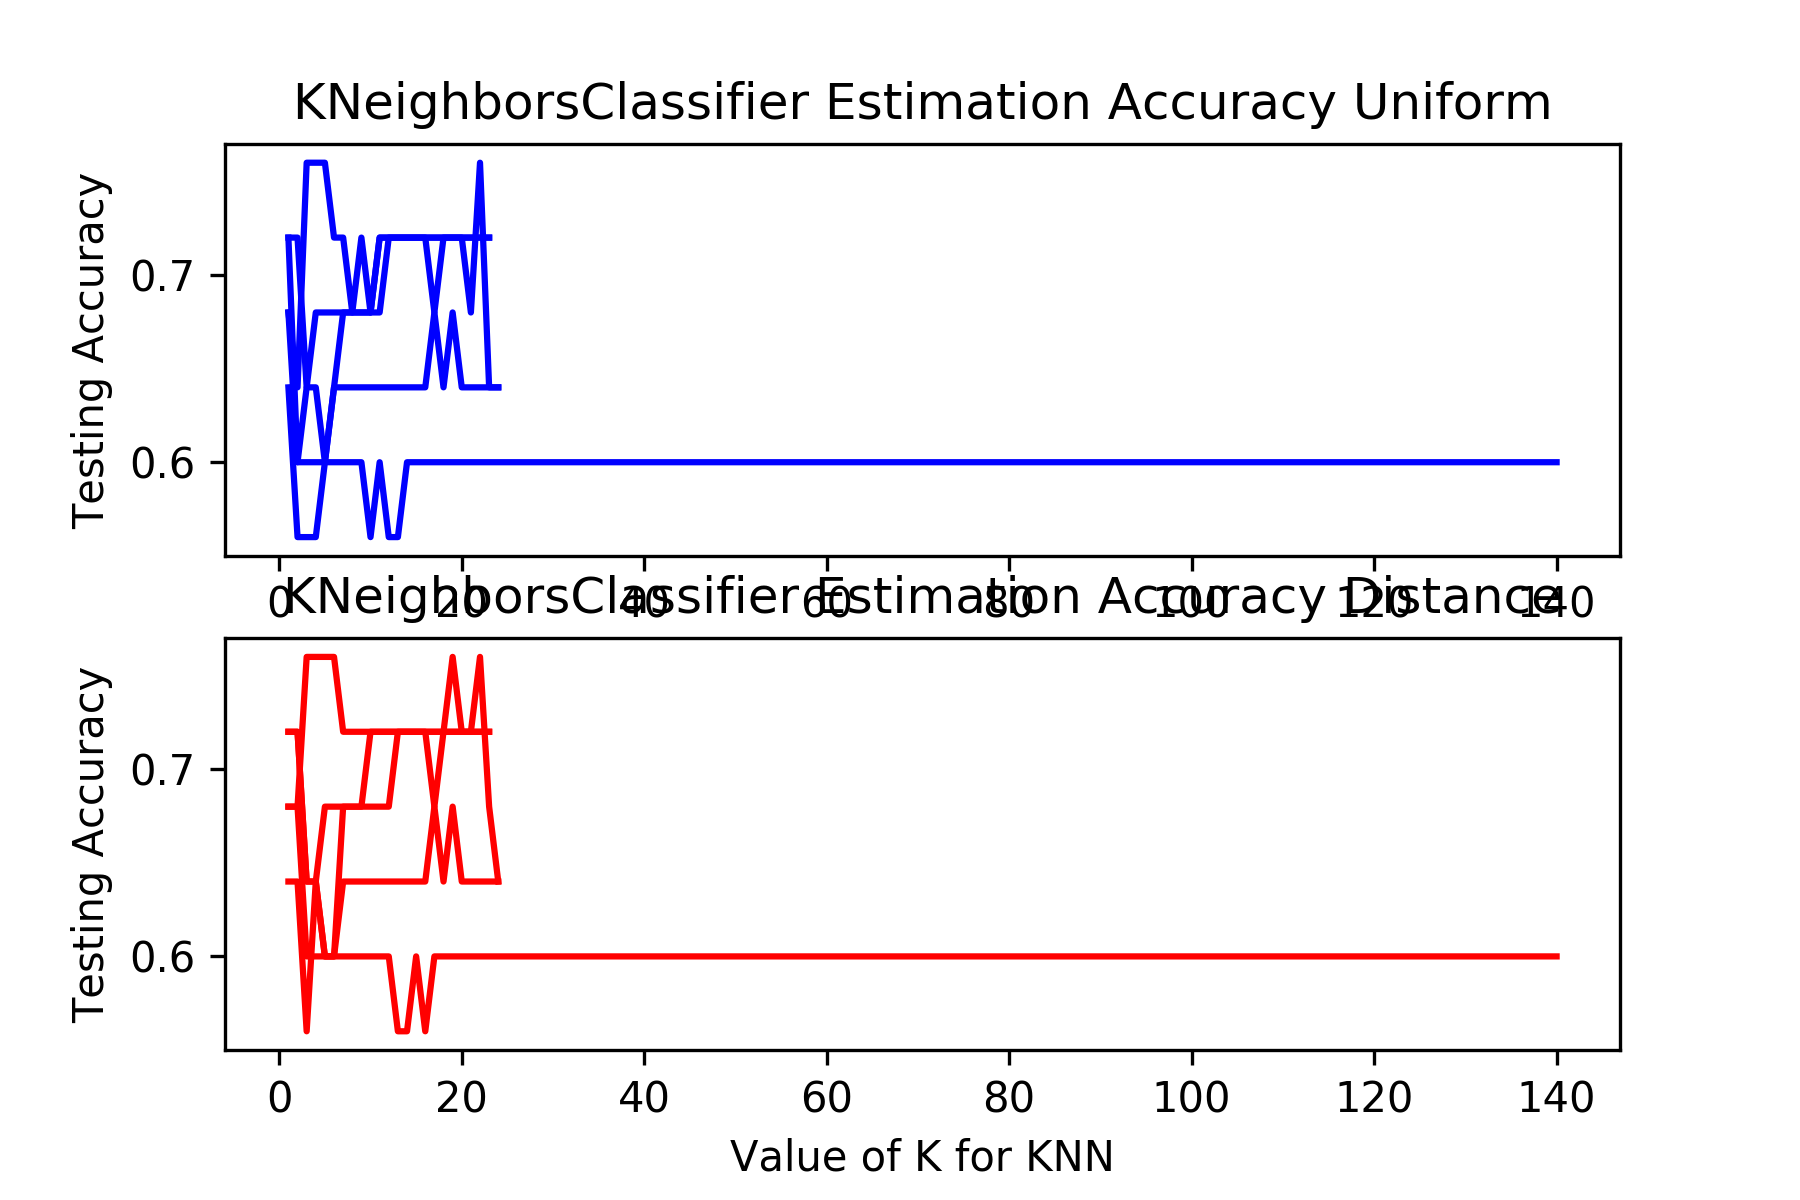 KNeighborsClassifier Estimation Accuracy Uniform
Testing Accuracy
0.7
0.6
0 20 40 60 80 100 120 140
KNeighborsClassifier Estimation Accuracy Distance
Testing Accuracy
0.7
0.6
0 20 40 60 80 100 120 140
Value of K for KNN